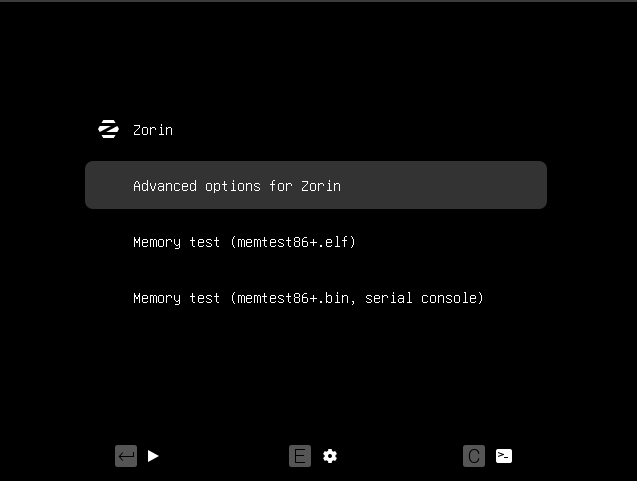 Zorin
Advanced options for Zorin
Memory test (memtest86+.elf)
Memory test (memtest86+.bin, serial console)
E
C